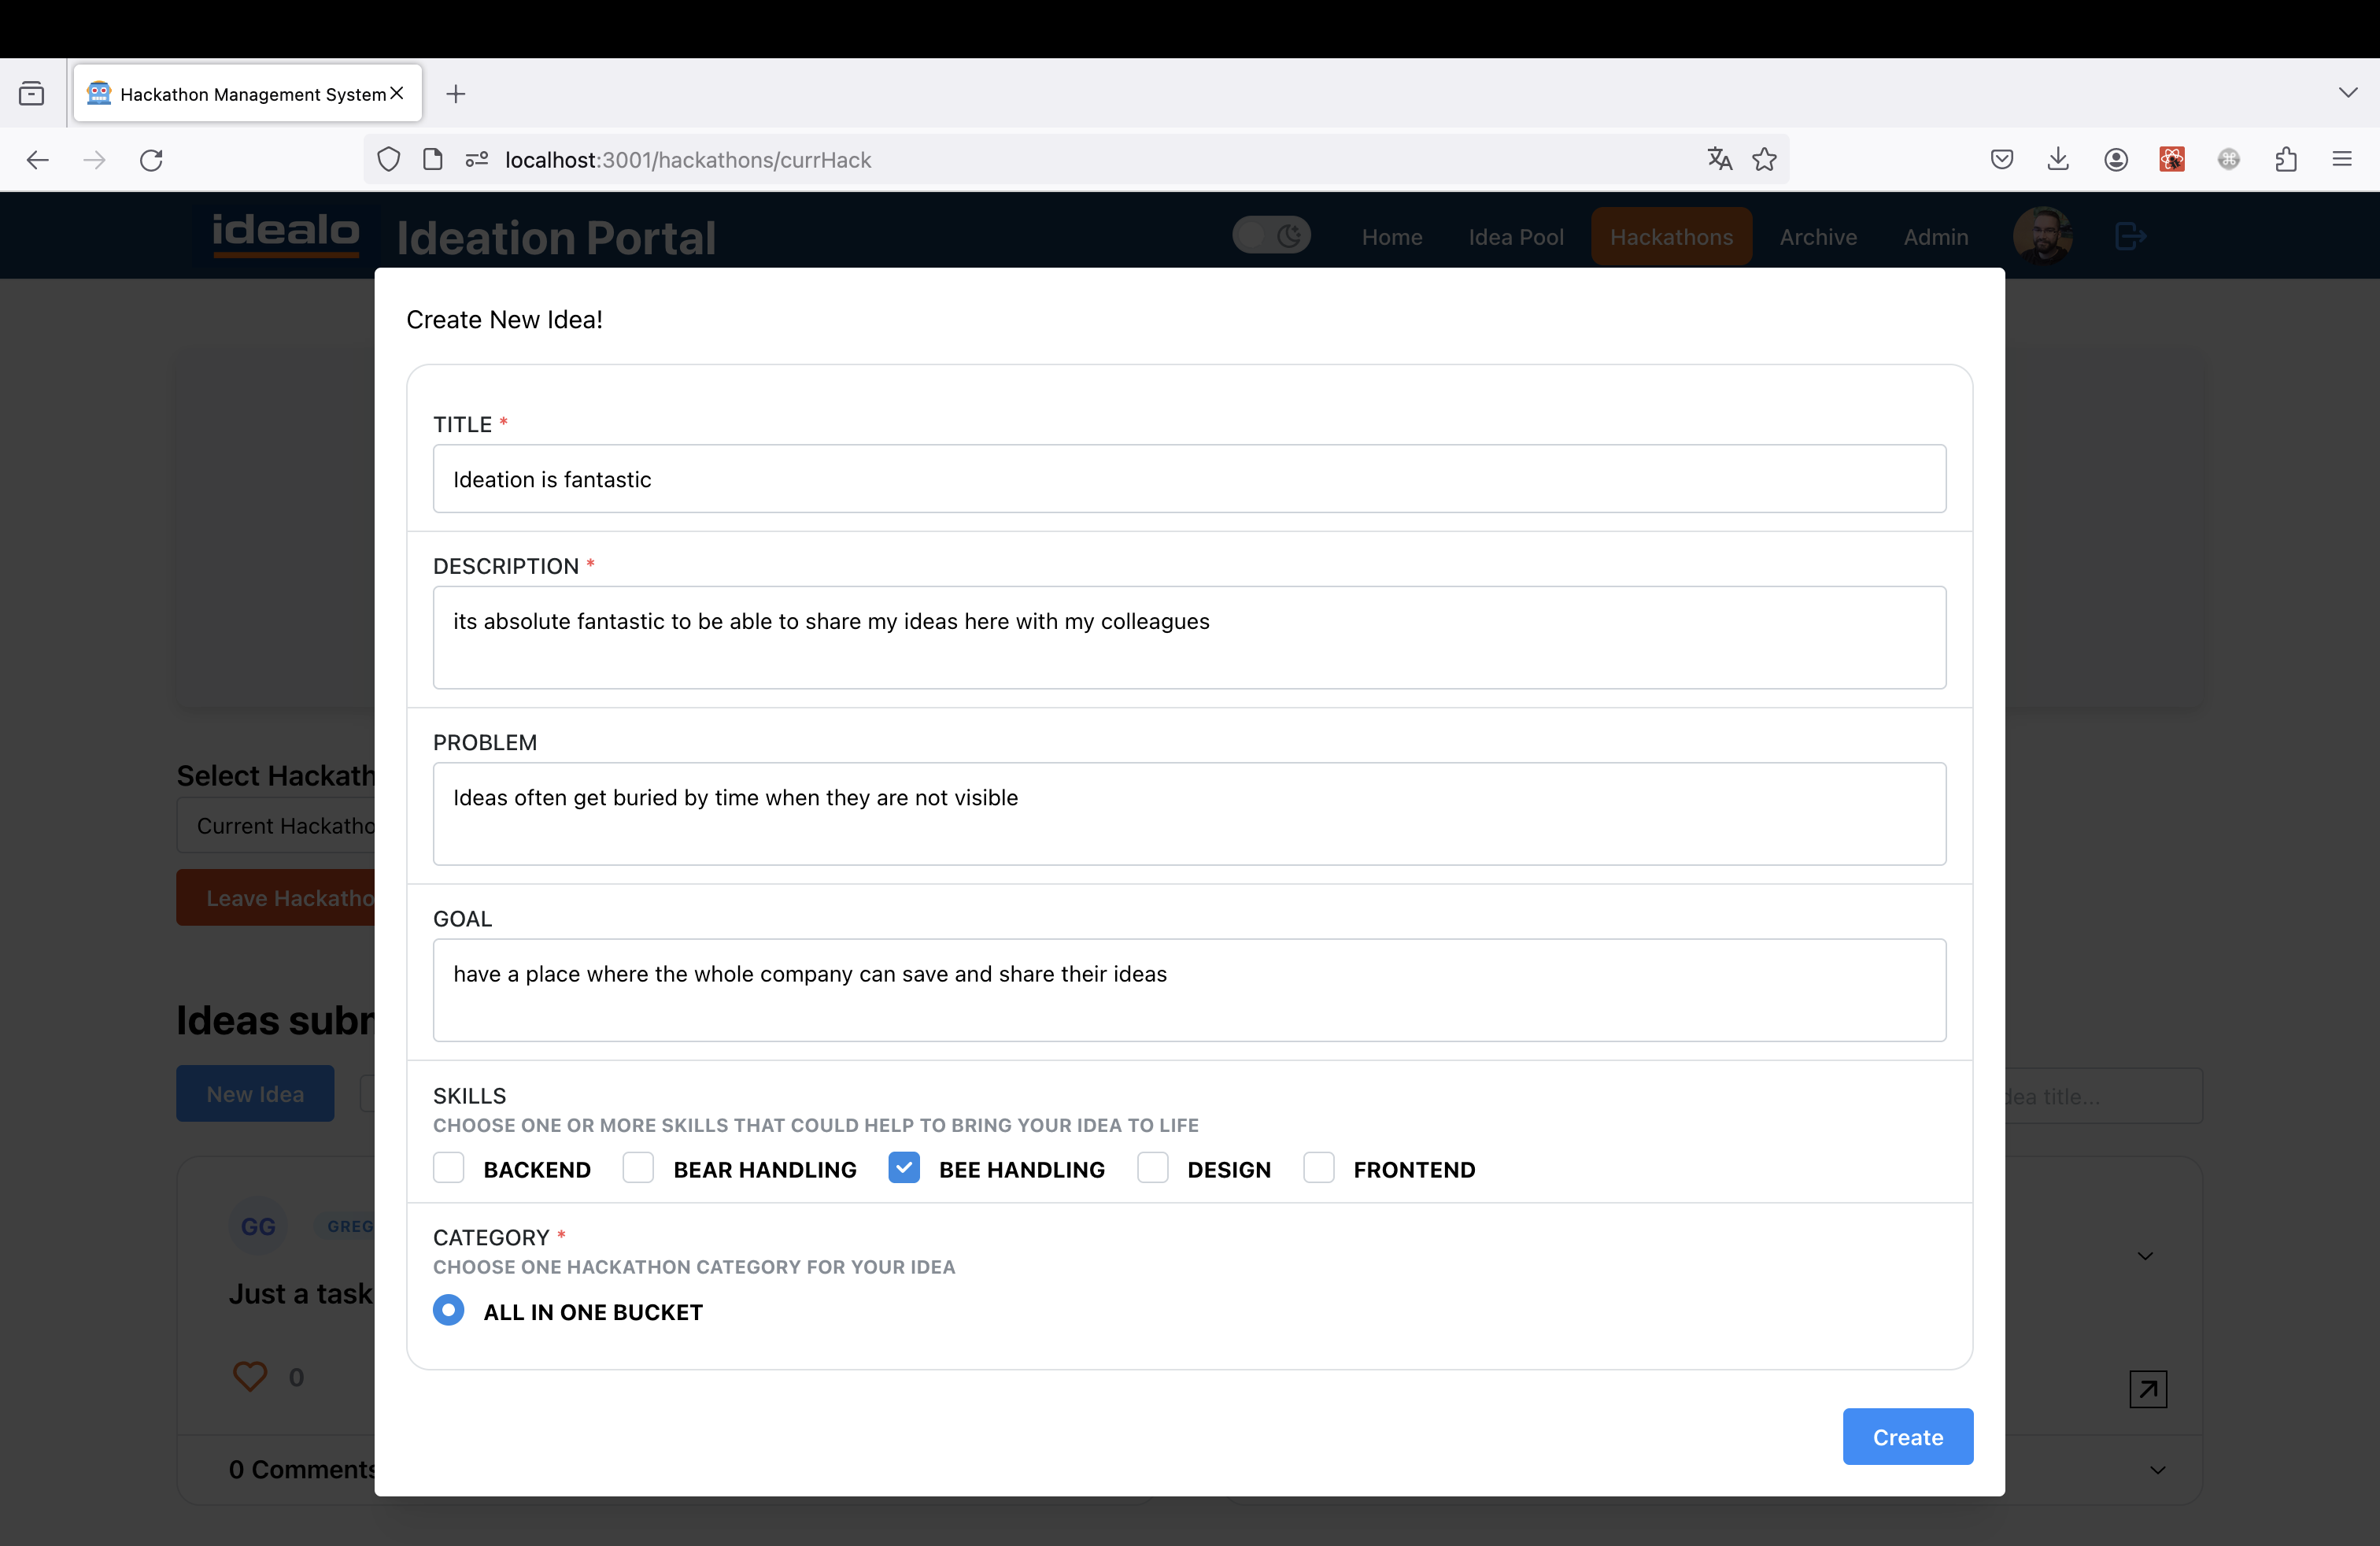 Hackathon Management System
localhost:3001/hackathons/currHack
idealo
Ideation Portal
Home
Idea Pool
Hackathons
Archive
Admin
Create New Idea!
TITLE *
Ideation is fantastic
DESCRIPTION *
its absolute fantastic to be able to share my ideas here with my colleagues
PROBLEM
Ideas often get buried by time when they are not visible
Select Hackath
Current Hackatho
Leave Hackatho
GOAL
have a place where the whole company can save and share their ideas
Ideas subm
New Idea
dea title...
SKILLS
CHOOSE ONE OR MORE SKILLS THAT COULD HELP TO BRING YOUR IDEA TO LIFE
BACKEND
BEAR HANDLING
BEE HANDLING
DESIGN
FRONTEND
GG
GREG
CATEGORY *
CHOOSE ONE HACKATHON CATEGORY FOR YOUR IDEA
ALL IN ONE BUCKET
Just a task
0
Create
0 Comments